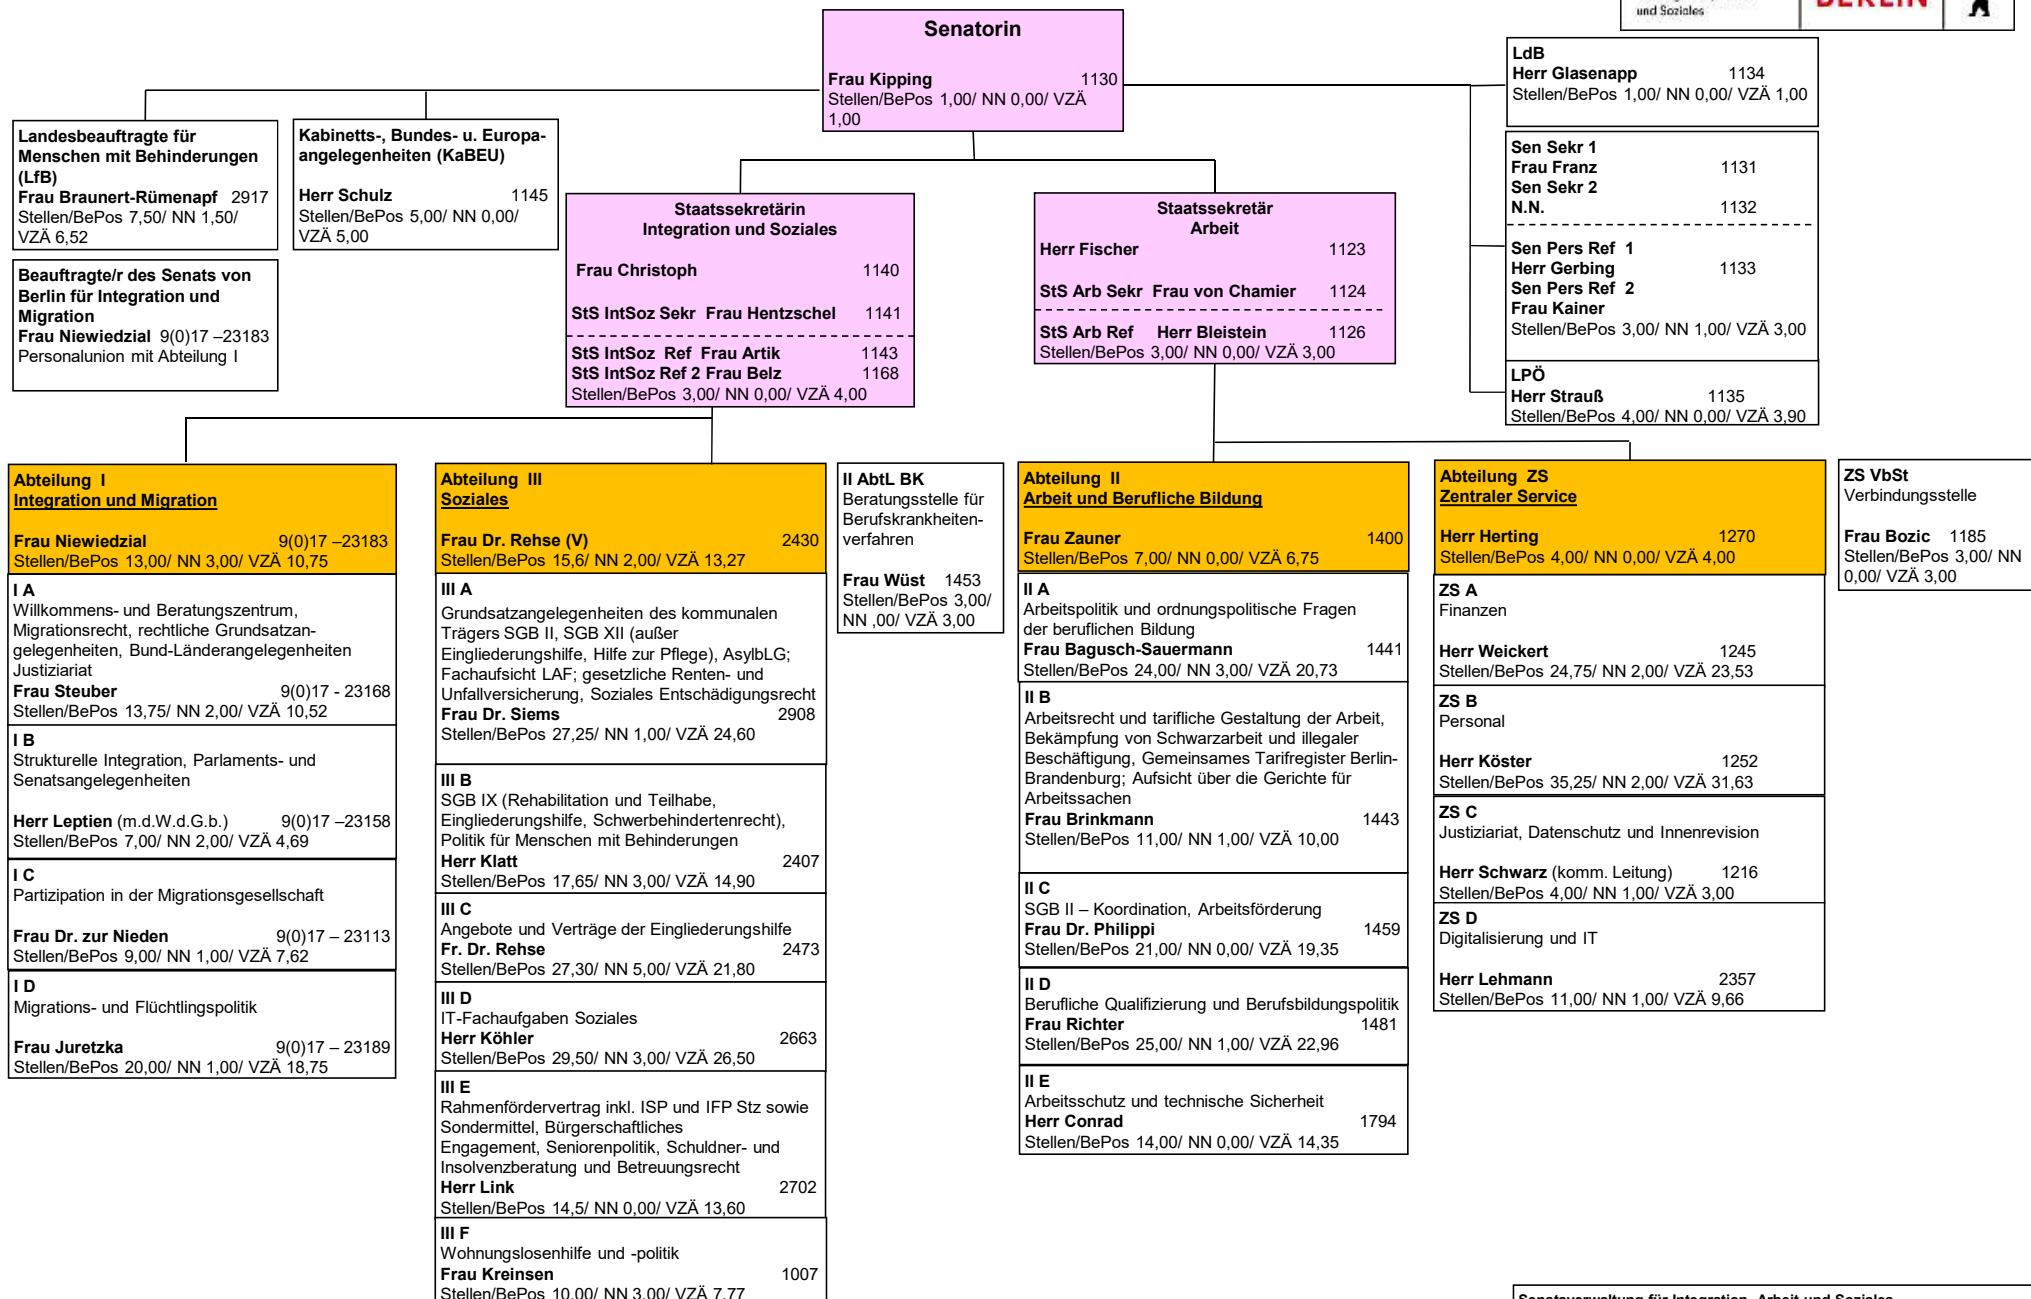 und Soziales
BERLIN
Senatorin
Frau Kipping 1130
Stellen/BePos 1,00/ NN 0,00/ VZÄ
1,00
LdB
Herr Glasenapp 1134
Stellen/BePos 1,00/ NN 0,00/ VZÄ 1,00
Landesbeauftragte für
Menschen mit Behinderungen
(LfB)
Frau Braunert-Rümenapf 2917
Stellen/BePos 7,50/ NN 1,50/
VZÄ 6,52
Kabinetts-, Bundes- u. Europa-
angelegenheiten (KaBEU)
Herr Schulz 1145
Stellen/BePos 5,00/ NN 0,00/
VZÄ 5,00
Sen Sekr 1
Frau Franz 1131
Sen Sekr 2
N.N. 1132
Sen Pers Ref 1
Herr Gerbing 1133
Sen Pers Ref 2
Frau Kainer
Stellen/BePos 3,00/ NN 1,00/ VZÄ 3,00
LPÖ
Herr Strauß 1135
Stellen/BePos 4,00/ NN 0,00/ VZÄ 3,90
Staatssekretärin
Integration und Soziales
Frau Christoph 1140
StS IntSoz Sekr Frau Hentzschel 1141
StS IntSoz Ref Frau Artik 1143
StS IntSoz Ref 2 Frau Belz 1168
Stellen/BePos 3,00/ NN 0,00/ VZÄ 4,00
Staatssekretär
Arbeit
Herr Fischer 1123
StS Arb Sekr Frau von Chamier 1124
StS Arb Ref Herr Bleistein 1126
Stellen/BePos 3,00/ NN 0,00/ VZÄ 3,00
Beauftragte/r des Senats von
Berlin für Integration und
Migration
Frau Niewiedzial 9(0)17 –23183
Personalunion mit Abteilung I
Abteilung I
Integration und Migration
Frau Niewiedzial 9(0)17 –23183
Stellen/BePos 13,00/ NN 3,00/ VZÄ 10,75
I A
Willkommens- und Beratungszentrum,
Migrationsrecht, rechtliche Grundsatzan-
gelegenheiten, Bund-Länderangelegenheiten
Justiziariat
Frau Steuber 9(0)17 - 23168
Stellen/BePos 13,75/ NN 2,00/ VZÄ 10,52
I B
Strukturelle Integration, Parlaments- und
Senatsangelegenheiten
Herr Leptien (m.d.W.d.G.b.) 9(0)17 –23158
Stellen/BePos 7,00/ NN 2,00/ VZÄ 4,69
I C
Partizipation in der Migrationsgesellschaft
Frau Dr. zur Nieden 9(0)17 – 23113
Stellen/BePos 9,00/ NN 1,00/ VZÄ 7,62
I D
Migrations- und Flüchtlingspolitik
Frau Juretzka 9(0)17 – 23189
Stellen/BePos 20,00/ NN 1,00/ VZÄ 18,75
Abteilung III
Soziales
Frau Dr. Rehse (V) 2430
Stellen/BePos 15,6/ NN 2,00/ VZÄ 13,27
III A
Grundsatzangelegenheiten des kommunalen
Trägers SGB II, SGB XII (außer
Eingliederungshilfe, Hilfe zur Pflege), AsylbLG;
Fachaufsicht LAF; gesetzliche Renten- und
Unfallversicherung, Soziales Entschädigungsrecht
Frau Dr. Siems 2908
Stellen/BePos 27,25/ NN 1,00/ VZÄ 24,60
III B
SGB IX (Rehabilitation und Teilhabe,
Eingliederungshilfe, Schwerbehindertenrecht),
Politik für Menschen mit Behinderungen
Herr Klatt 2407
Stellen/BePos 17,65/ NN 3,00/ VZÄ 14,90
III C
Angebote und Verträge der Eingliederungshilfe
Fr. Dr. Rehse 2473
Stellen/BePos 27,30/ NN 5,00/ VZÄ 21,80
III D
IT-Fachaufgaben Soziales
Herr Köhler 2663
Stellen/BePos 29,50/ NN 3,00/ VZÄ 26,50
III E
Rahmenfördervertrag inkl. ISP und IFP Stz sowie
Sondermittel, Bürgerschaftliches
Engagement, Seniorenpolitik, Schuldner- und
Insolvenzberatung und Betreuungsrecht
Herr Link 2702
Stellen/BePos 14,5/ NN 0,00/ VZÄ 13,60
III F
Wohnungslosenhilfe und -politik
Frau Kreinsen 1007
Stellen/BePos 10,00/ NN 3,00/ VZÄ 7,77
II AbtL BK
Beratungsstelle für
Berufskrankheiten-
verfahren
Frau Wüst 1453
Stellen/BePos 3,00/
NN ,00/ VZÄ 3,00
Abteilung II
Arbeit und Berufliche Bildung
Frau Zauner 1400
Stellen/BePos 7,00/ NN 0,00/ VZÄ 6,75
II A
Arbeitspolitik und ordnungspolitische Fragen
der beruflichen Bildung
Frau Bagusch-Sauermann 1441
Stellen/BePos 24,00/ NN 3,00/ VZÄ 20,73
II B
Arbeitsrecht und tarifliche Gestaltung der Arbeit,
Bekämpfung von Schwarzarbeit und illegaler
Beschäftigung, Gemeinsames Tarifregister Berlin-
Brandenburg; Aufsicht über die Gerichte für
Arbeitssachen
Frau Brinkmann 1443
Stellen/BePos 11,00/ NN 1,00/ VZÄ 10,00
II C
SGB II – Koordination, Arbeitsförderung
Frau Dr. Philippi 1459
Stellen/BePos 21,00/ NN 0,00/ VZÄ 19,35
II D
Berufliche Qualifizierung und Berufsbildungspolitik
Frau Richter 1481
Stellen/BePos 25,00/ NN 1,00/ VZÄ 22,96
II E
Arbeitsschutz und technische Sicherheit
Herr Conrad 1794
Stellen/BePos 14,00/ NN 0,00/ VZÄ 14,35
Abteilung ZS
Zentraler Service
Herr Herting 1270
Stellen/BePos 4,00/ NN 0,00/ VZÄ 4,00
ZS A
Finanzen
Herr Weickert 1245
Stellen/BePos 24,75/ NN 2,00/ VZÄ 23,53
ZS B
Personal
Herr Köster 1252
Stellen/BePos 35,25/ NN 2,00/ VZÄ 31,63
ZS C
Justiziariat, Datenschutz und Innenrevision
Herr Schwarz (komm. Leitung) 1216
Stellen/BePos 4,00/ NN 1,00/ VZÄ 3,00
ZS D
Digitalisierung und IT
Herr Lehmann 2357
Stellen/BePos 11,00/ NN 1,00/ VZÄ 9,66
ZS VbSt
Verbindungsstelle
Frau Bozic 1185
Stellen/BePos 3,00/ NN
0,00/ VZÄ 3,00
Senatsverwaltung für Integration, Arbeit und Soziales